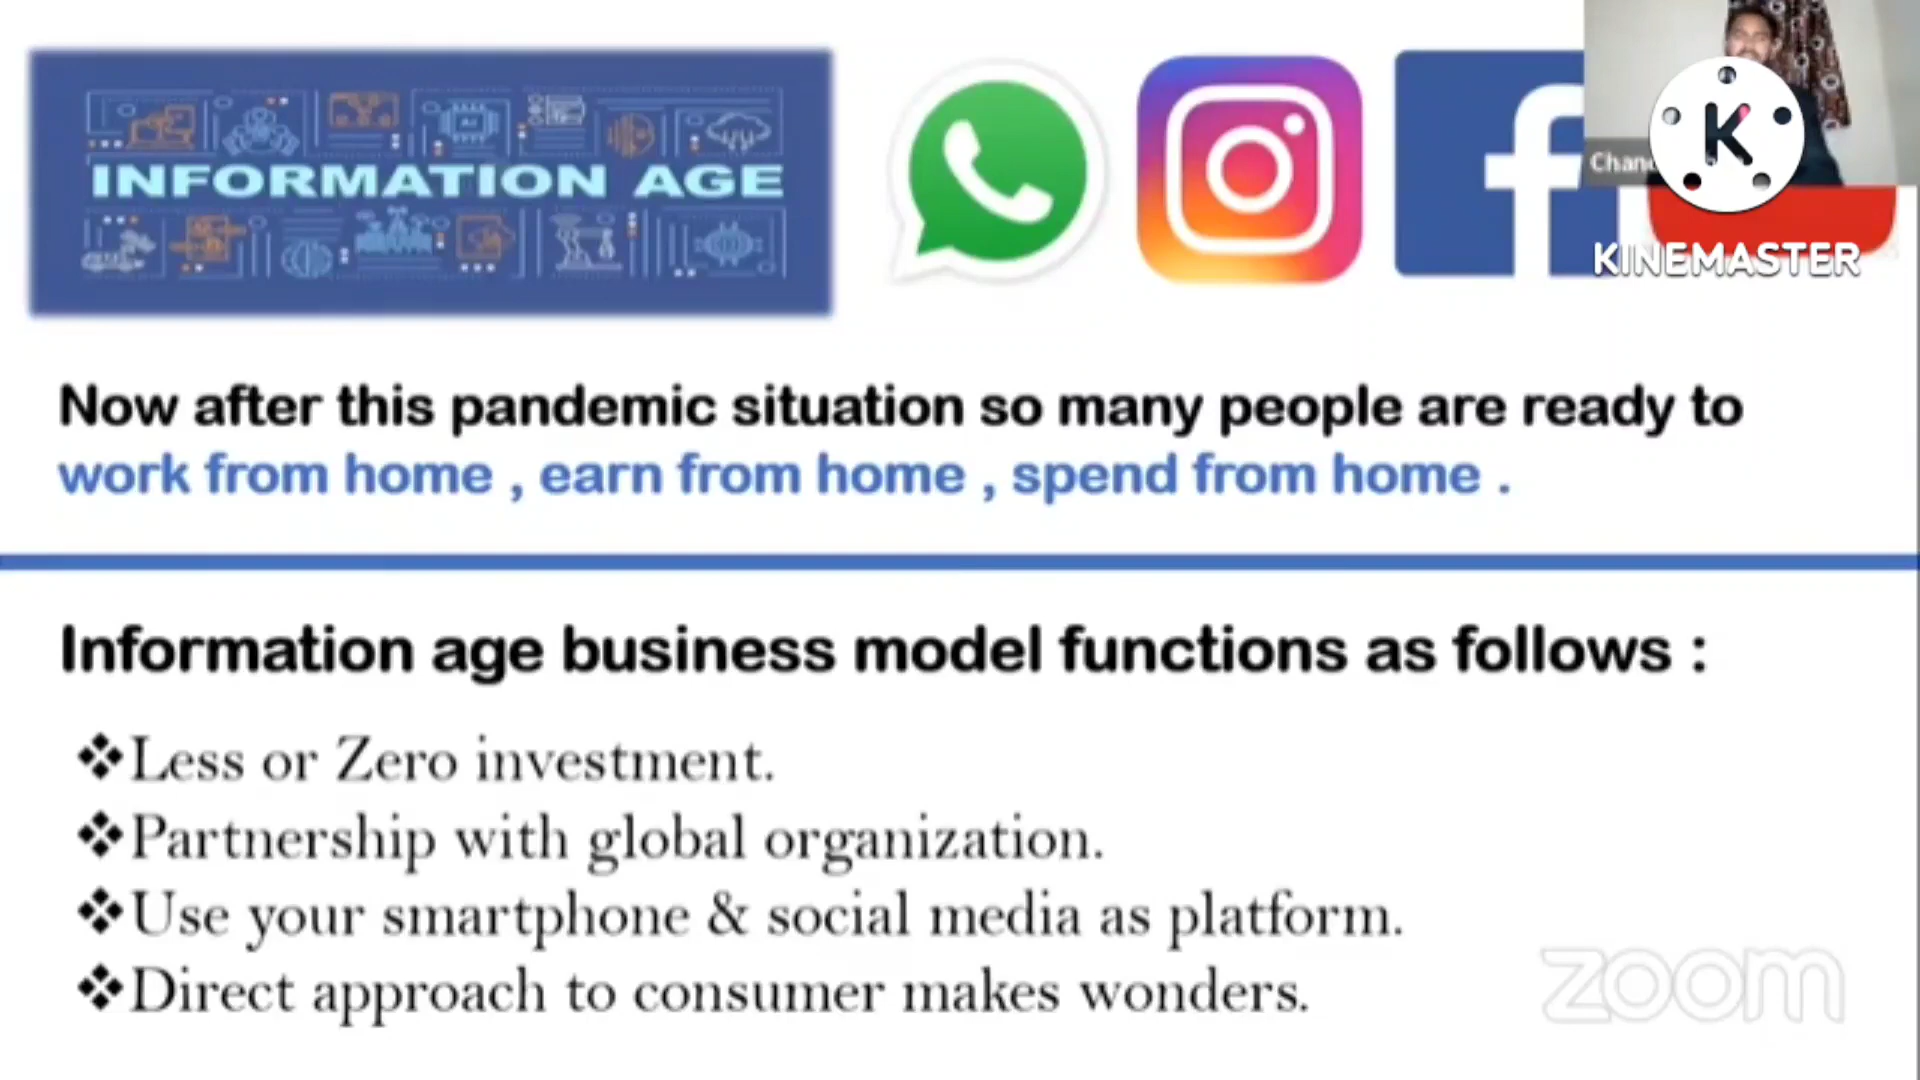 INFORMATION AGE
K
KINEMASTER
Now after this pandemic situation so many people are ready to
work from home , earn from home , spend from home .
Information age business model functions as follows :
❖Less or Zero investment.
❖Partnership with global organization.
❖Use your smartphone & social media as platform.
❖Direct approach to consumer makes wonders.
zoom